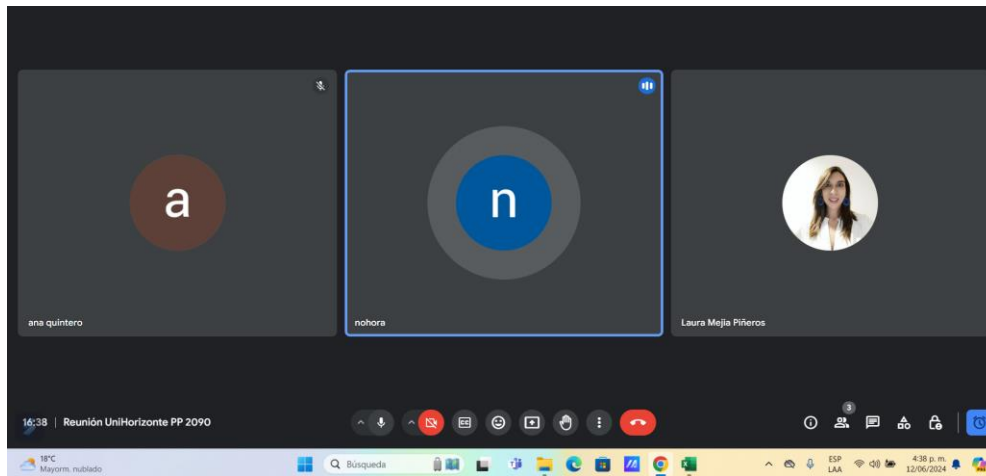 a
n
ana quintero
nohora
Laura Mejia Piñeros
16:38 | Reunión UniHorizonte PP 2090
3
18°C
Mayorm. nublado
Búsqueda
ESP
LAA
4:38 p. m.
12/06/2024